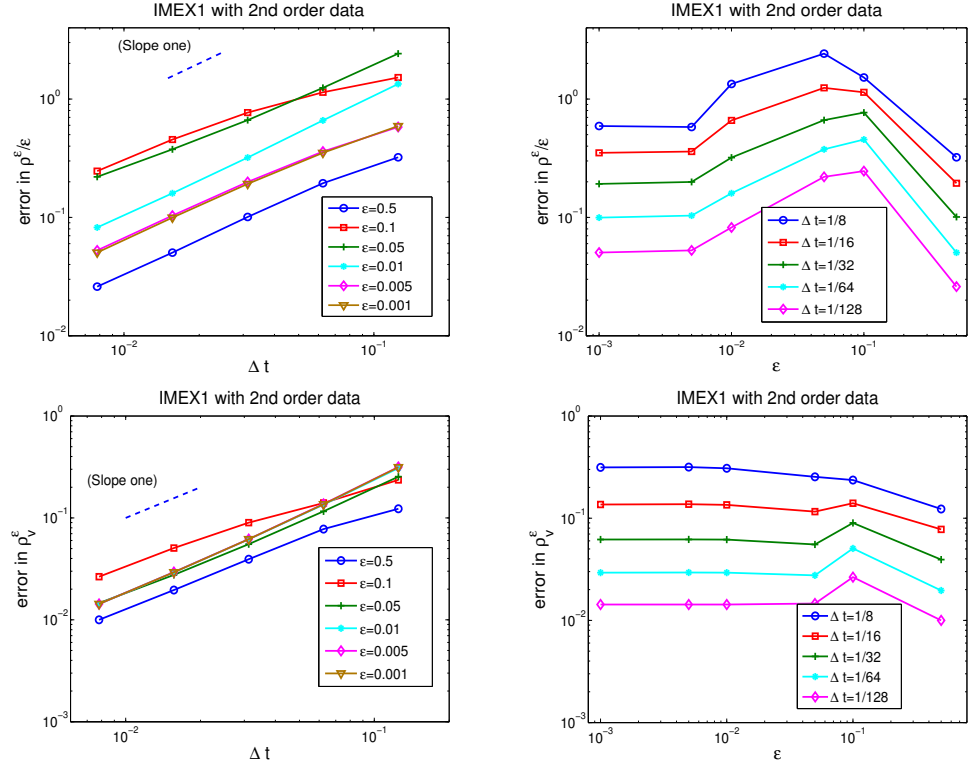 IMEX1 with 2nd order data
(Slope one)
error in ρ^ε/ε
10^0
10^-1
10^-2
10^-2
10^-1
Δ t
ε=0.5
ε=0.1
ε=0.05
ε=0.01
ε=0.005
ε=0.001
IMEX1 with 2nd order data
error in ρ^ε/ε
10^0
10^-1
10^-2
10^-3
10^-2
10^-1
ε
Δ t=1/8
Δ t=1/16
Δ t=1/32
Δ t=1/64
Δ t=1/128
IMEX1 with 2nd order data
(Slope one)
error in ρ_v^ε
10^0
10^-1
10^-2
10^-3
10^-2
10^-1
Δ t
ε=0.5
ε=0.1
ε=0.05
ε=0.01
ε=0.005
ε=0.001
IMEX1 with 2nd order data
error in ρ_v^ε
10^0
10^-1
10^-2
10^-3
10^-3
10^-2
10^-1
ε
Δ t=1/8
Δ t=1/16
Δ t=1/32
Δ t=1/64
Δ t=1/128